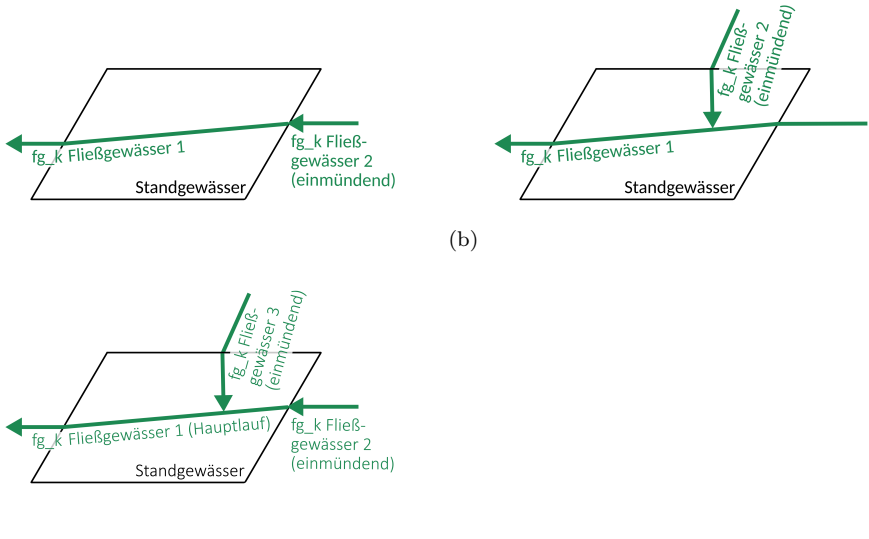 fg_k Fließgewässer 1
fg_k Fließ-
gewässer 2
(einmündend)
Standgewässer
fg_k Fließ-
gewässer 2
(einmündend)
fg_k Fließgewässer 1
Standgewässer
(b)
fg_k Fließ-
gewässer 3
(einmündend)
fg_k Fließgewässer 1 (Hauptlauf)
fg_k Fließ-
gewässer 2
(einmündend)
Standgewässer